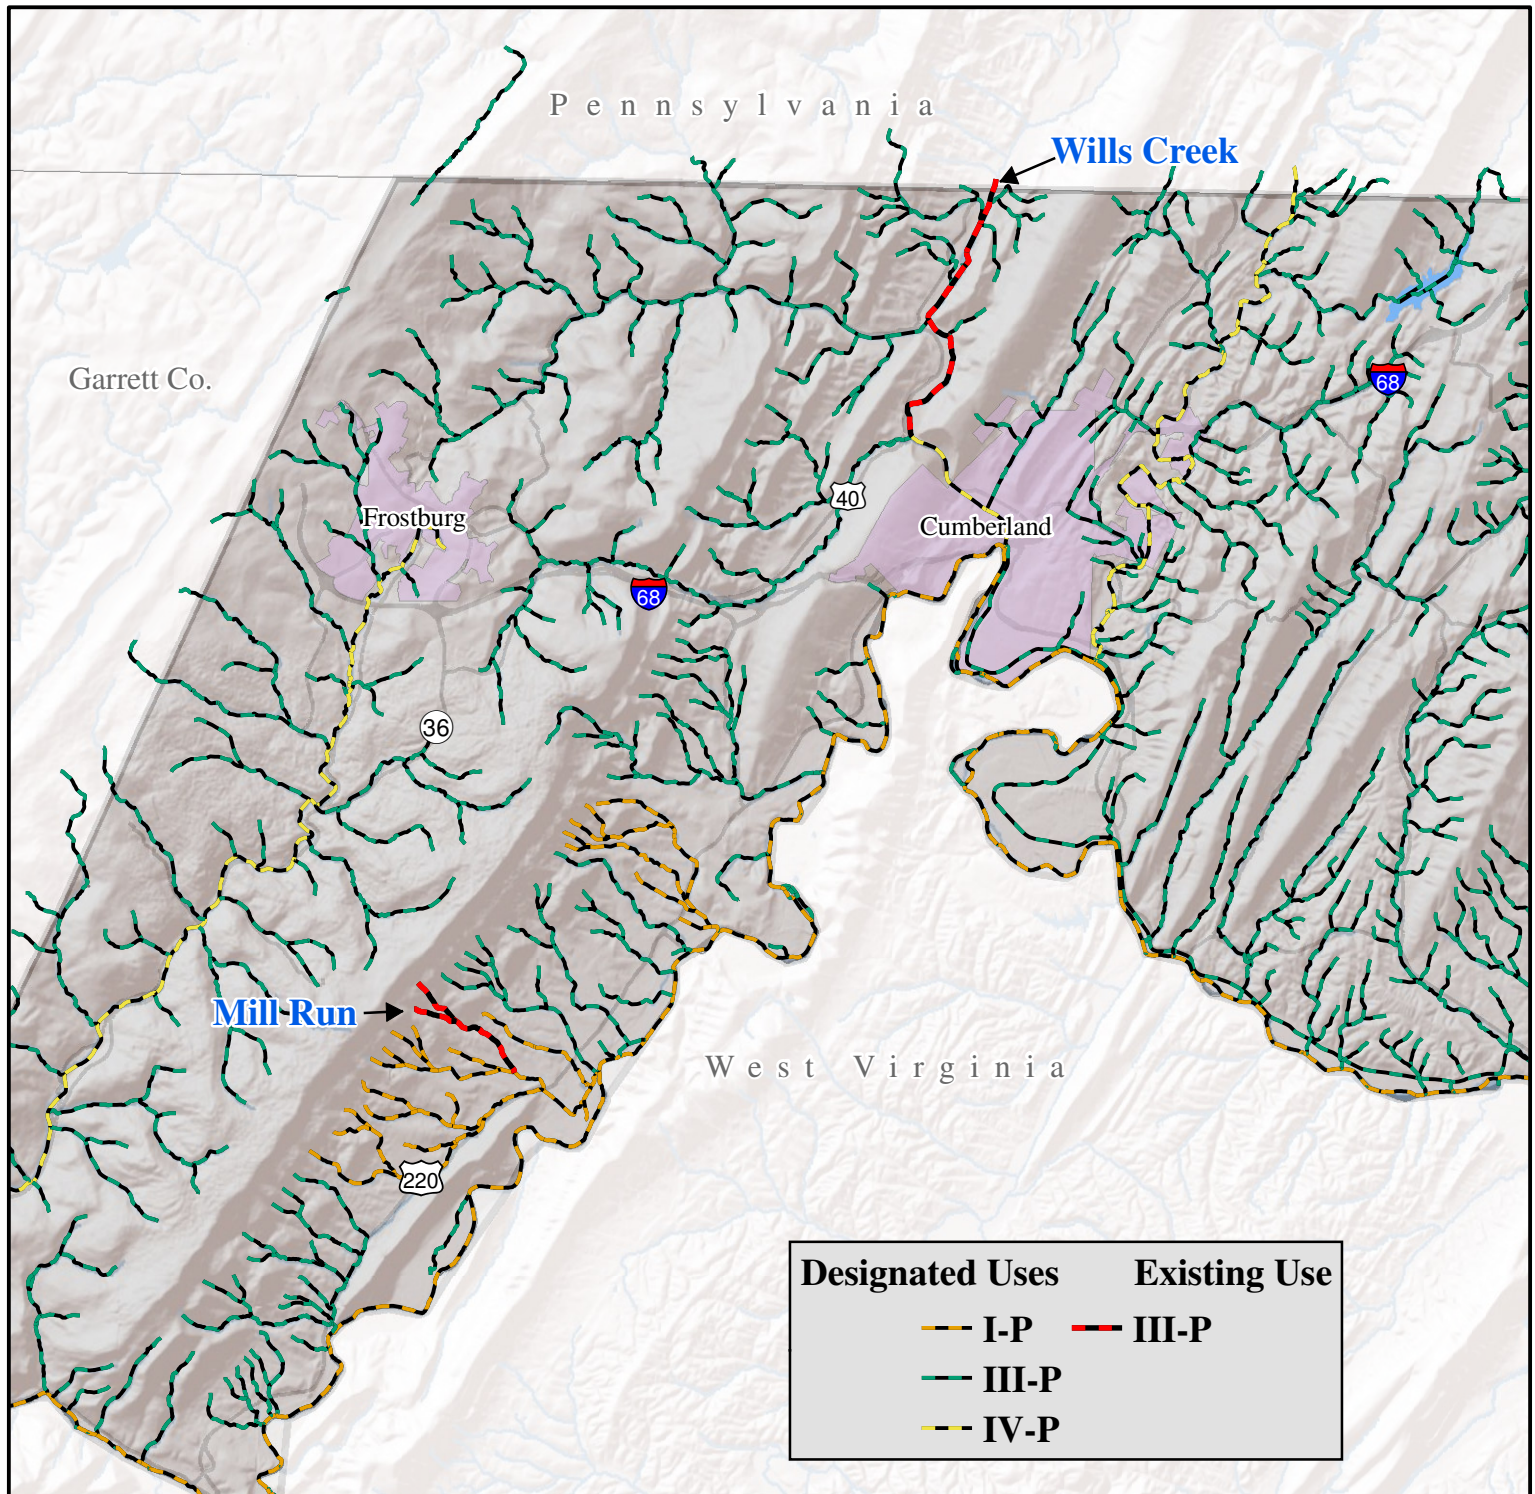 Pennsylvania
Wills Creek
Garrett Co.
68
40
Frostburg
Cumberland
68
36
Mill Run
West Virginia
220
Designated Uses
Existing Use
I-P
III-P
III-P
IV-P